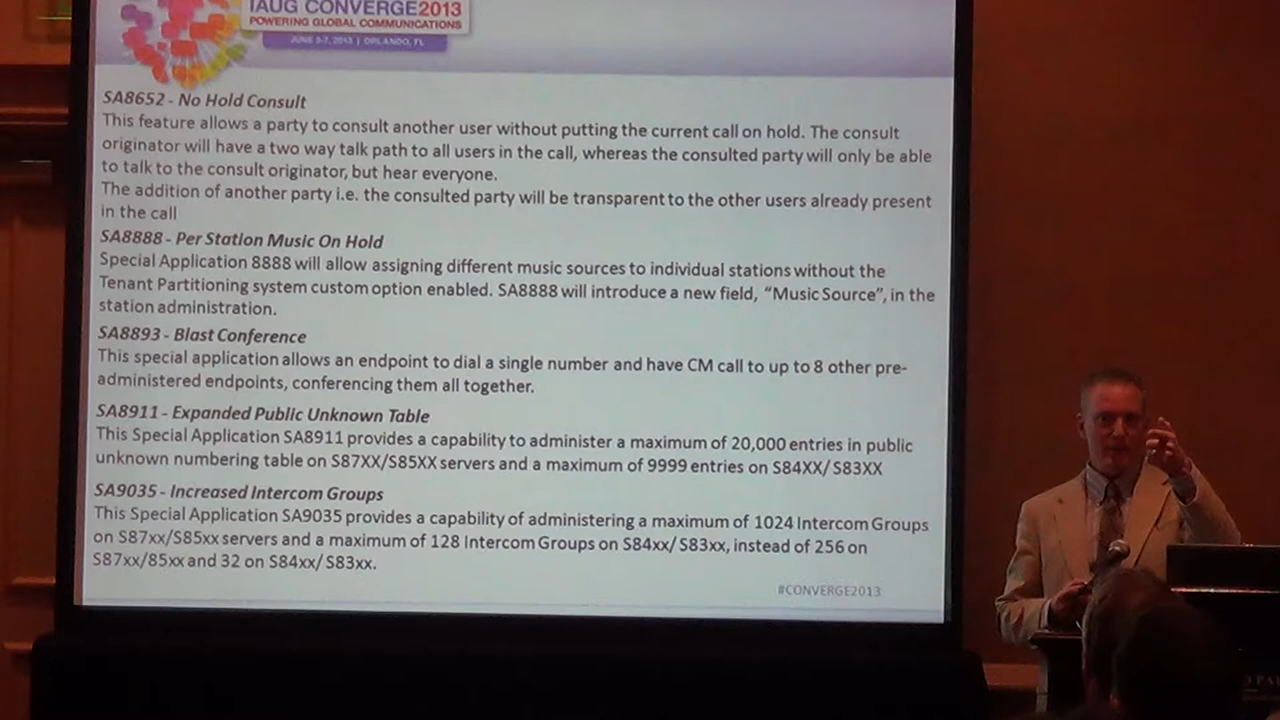 IAUG CONVERGE2013
POWERING GLOBAL COMMUNICATIONS
JUNE 3-7, 2013 | ORLANDO, FL
SA8652 - No Hold Consult
This feature allows a party to consult another user without putting the current call on hold. The consult
originator will have a two way talk path to all users in the call, whereas the consulted party will only be able
to talk to the consult originator, but hear everyone.
The addition of another party i.e. the consulted party will be transparent to the other users already present
in the call
SA8888 - Per Station Music On Hold
Special Application 8888 will allow assigning different music sources to individual stations without the
Tenant Partitioning system custom option enabled. SA8888 will introduce a new field, “Music Source”, in the
station administration.
SA8893 - Blast Conference
This special application allows an endpoint to dial a single number and have CM call to up to 8 other pre-
administered endpoints, conferencing them all together.
SA8911 - Expanded Public Unknown Table
This Special Application SA8911 provides a capability to administer a maximum of 20,000 entries in public
unknown numbering table on S87XX/S85XX servers and a maximum of 9999 entries on S84XX/ S83XX
SA9035 - Increased Intercom Groups
This Special Application SA9035 provides a capability of administering a maximum of 1024 Intercom Groups
on S87xx/S85xx servers and a maximum of 128 Intercom Groups on S84xx/ S83xx, instead of 256 on
S87xx/85xx and 32 on S84xx/ S83xx.
#CONVERGE2013